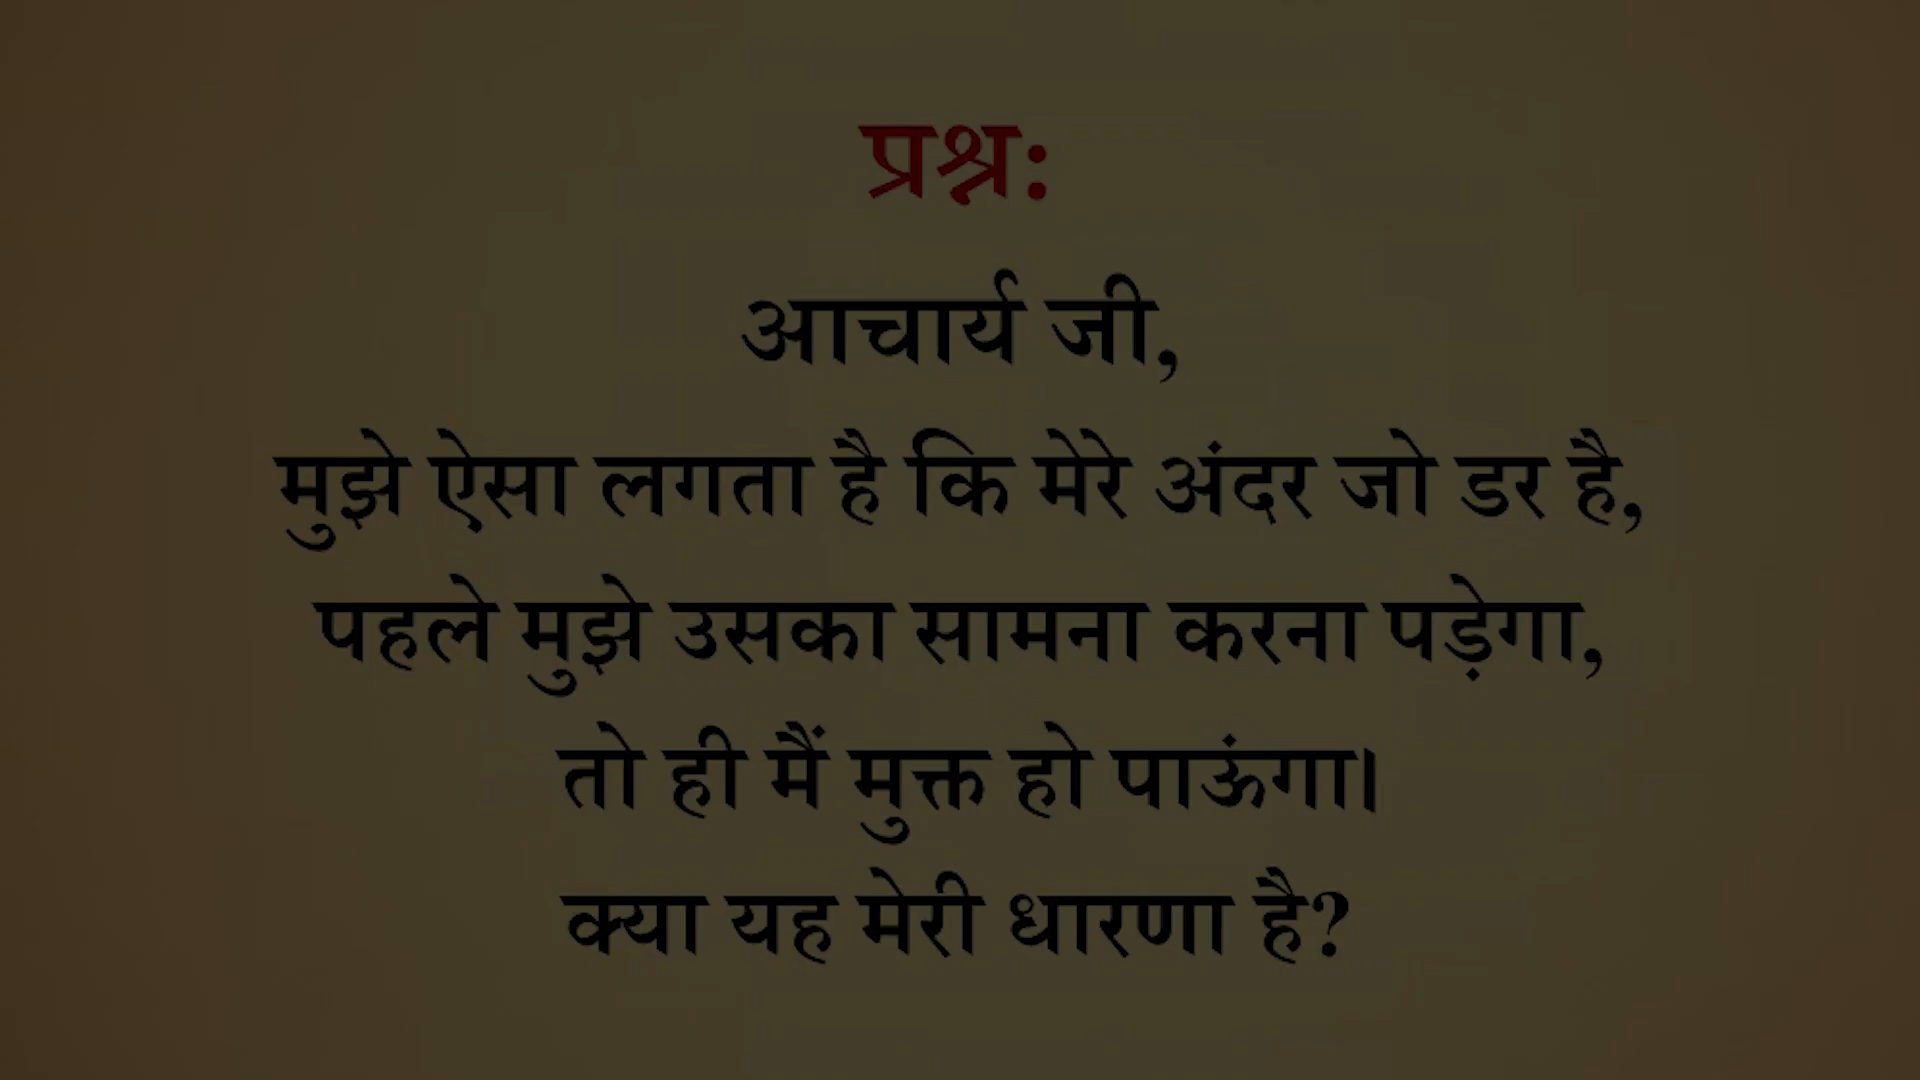 प्रश्न:
आचार्य जी,
मुझे ऐसा लगता है कि मेरे अंदर जो डर है,
पहले मुझे उसका सामना करना पड़ेगा,
तो ही मैं मुक्त हो पाऊंगा।
क्या यह मेरी धारणा है?